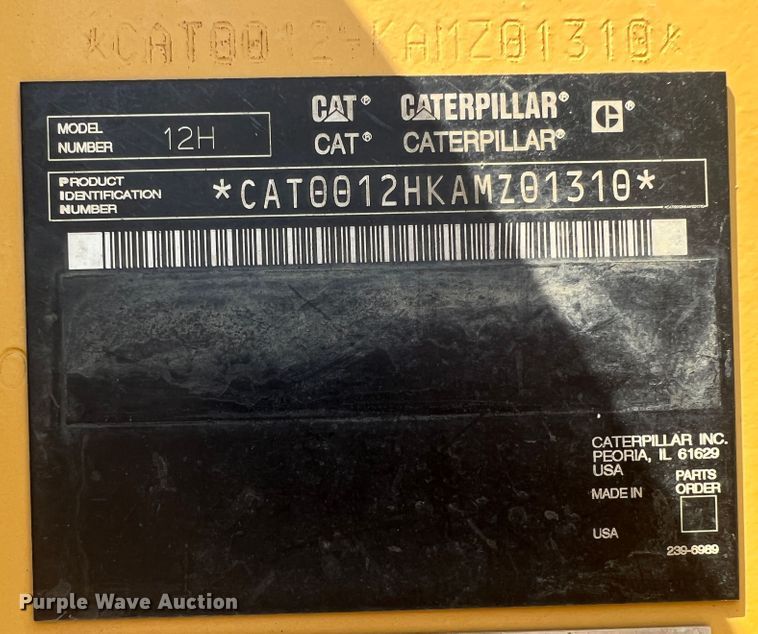 *CAT0012HKAMZ01310*
CAT® CATERPILLAR® C®
CAT® CATERPILLAR®
MODEL NUMBER 12H
PRODUCT IDENTIFICATION NUMBER *CAT0012HKAMZ01310*
CATERPILLAR INC.
PEORIA, IL 61629
USA
PARTS ORDER
MADE IN
USA
239-6989
Purple Wave Auction